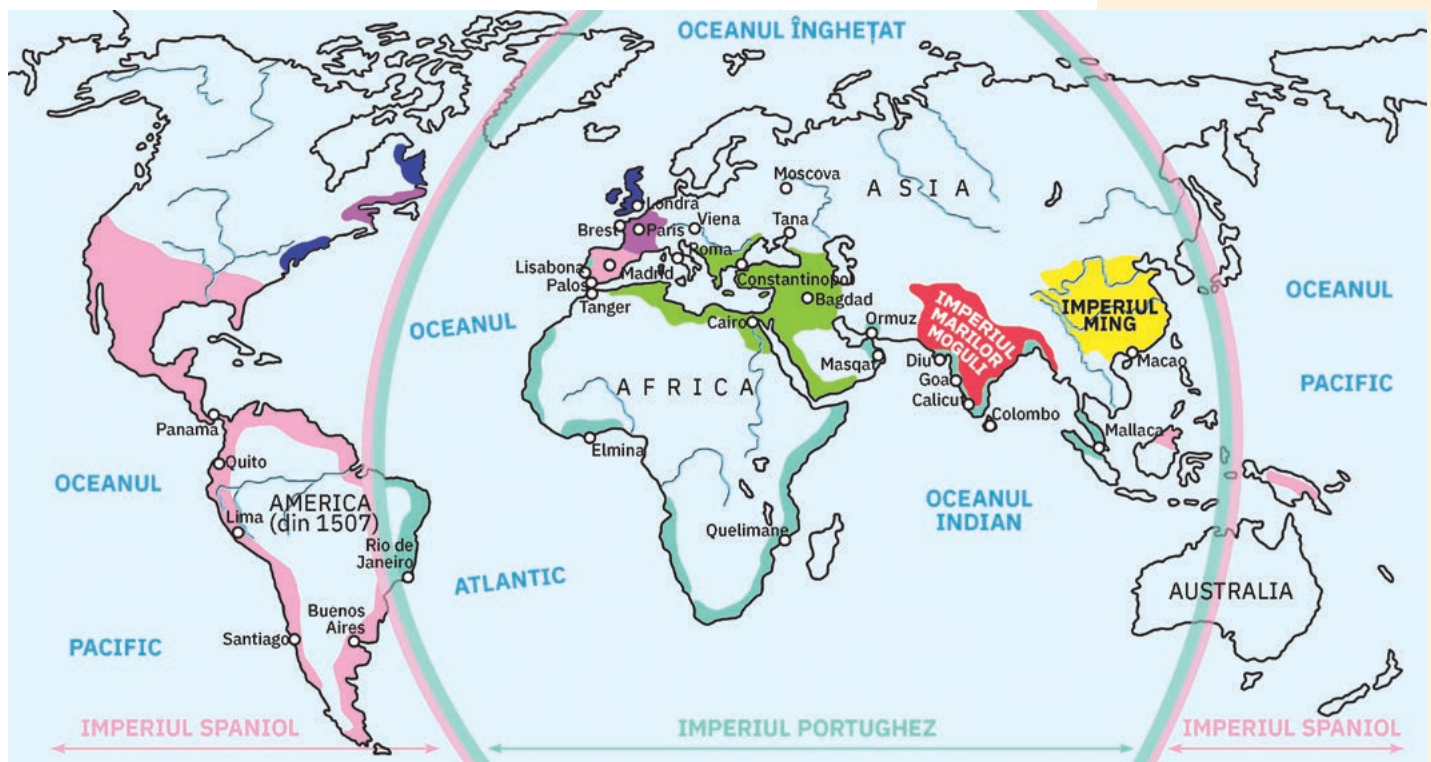 OCEANUL ÎNGHEȚAT
Moscova
ASIA
Londra
Brest
Paris
Viena
Tana
Roma
Lisabona
Madrid
Constantinopol
Palos
Tanger
Bagdad
OCEANUL
Cairo
Ormuz
IMPERIUL
MARILOR
MOGULI
IMPERIUL
MING
OCEANUL
Masqat
Diu
Macao
AFRICA
Goa
PACIFIC
Calicut
Colombo
Panama
Elmina
Mallaca
Quito
OCEANUL
AMERICA
(din 1507)
OCEANUL
INDIAN
Lima
Quelimane
Rio de
Janeiro
ATLANTIC
AUSTRALIA
Buenos
Aires
Santiago
PACIFIC
IMPERIUL SPANIOL
IMPERIUL PORTUGHEZ
IMPERIUL SPANIOL